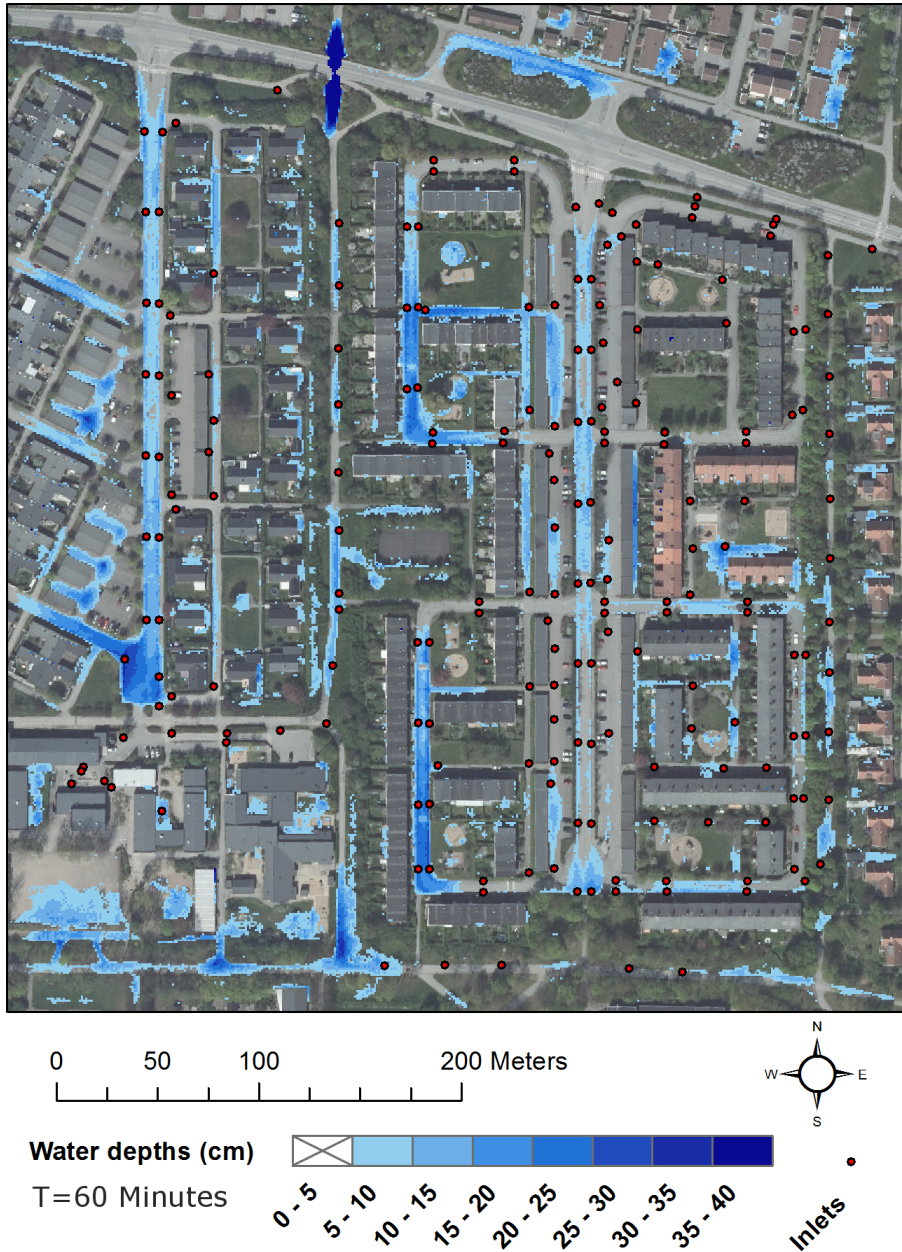 N
W E
S
0 50 100 200 Meters
Water depths (cm)
T=60 Minutes
0 - 5
5 - 10
10 - 15
15 - 20
20 - 25
25 - 30
30 - 35
35 - 40
Inlets